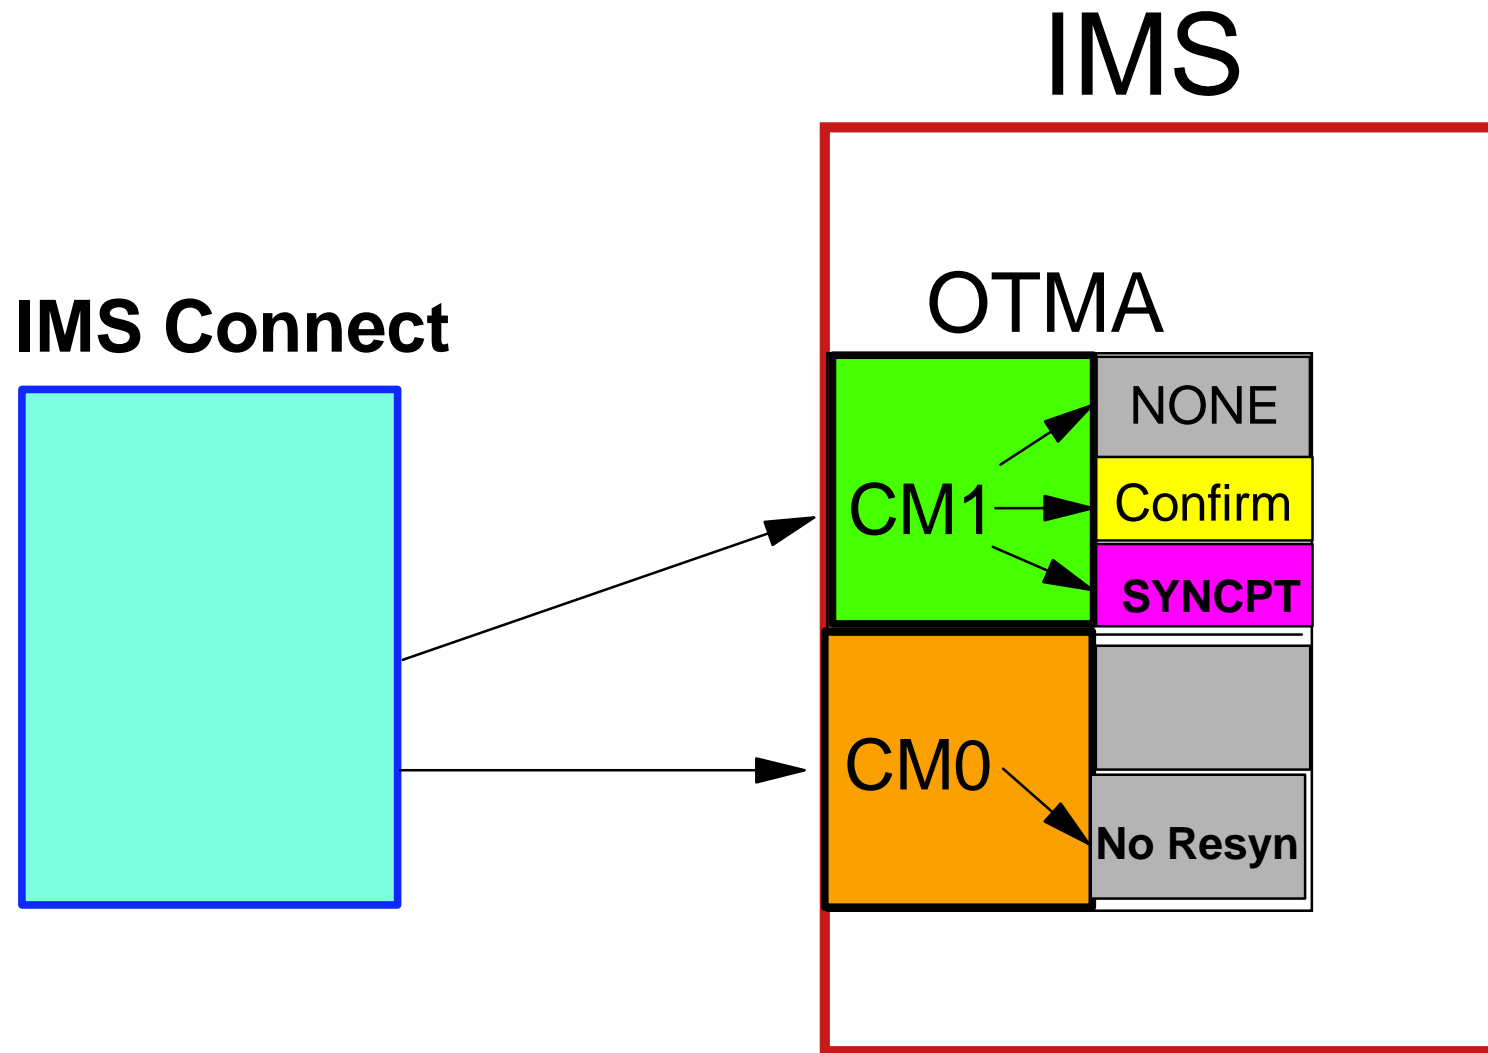 IMS
OTMA
IMS Connect
NONE
CM1
Confirm
SYNCPT
CM0
No Resyn